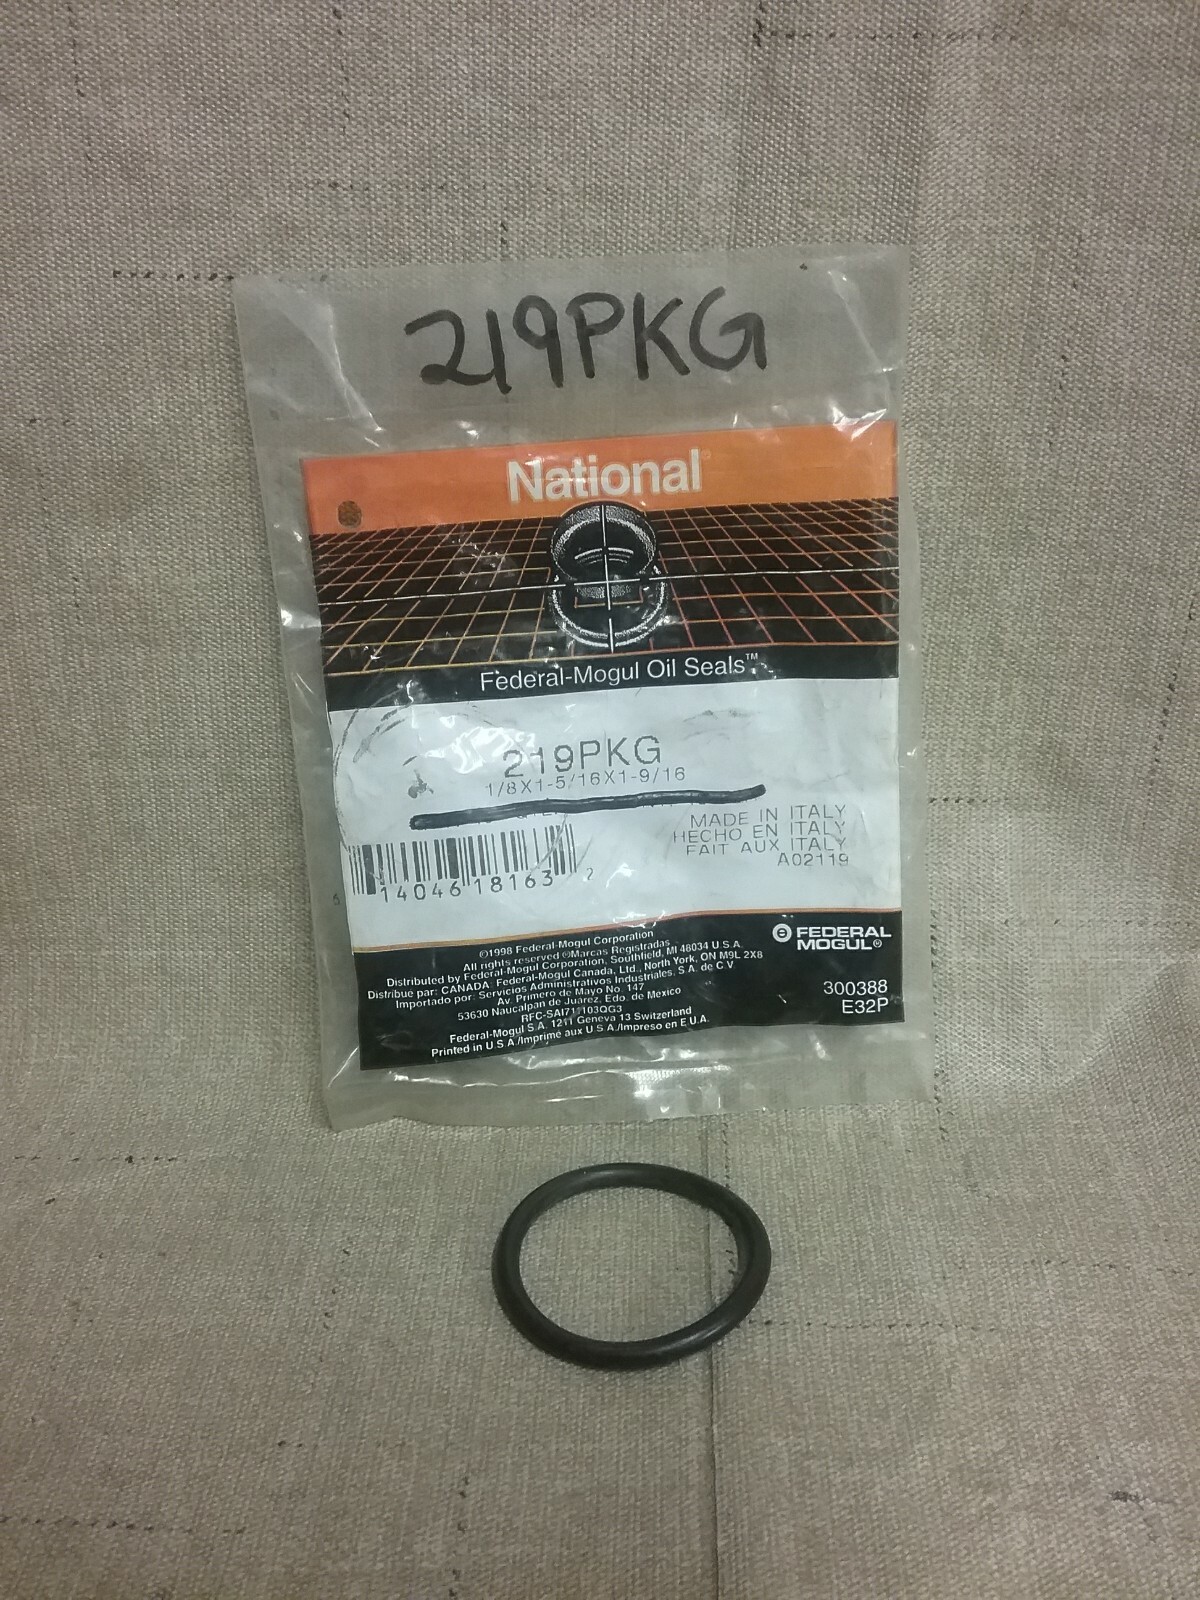 219PKG
National
Federal-Mogul Oil Seals™
219PKG
1/8X1-5/16X1-9/16
MADE IN ITALY
HECHO EN ITALY
FAIT AUX ITALY
A02119
6 14046 18163 2
FEDERAL
MOGUL®
©1998 Federal-Mogul Corporation
All rights reserved ®Marcas Registradas
Distributed by Federal-Mogul Corporation, Southfield, MI 48034 U.S.A.
Distribue par: CANADA: Federal-Mogul Canada, Ltd., North York, ON M9L 2X8
Importado por: Servicios Administrativos Industriales, S.A. de C.V
Av. Primero de Mayo No. 147
53630 Naucalpan de Juarez, Edo. de Mexico
Federal-Mogul S.A. 1211 Geneva 13 Switzerland
Printed in U.S.A./Imprimé aux U.S.A./Impreso en E.U.A.
300388
E32P